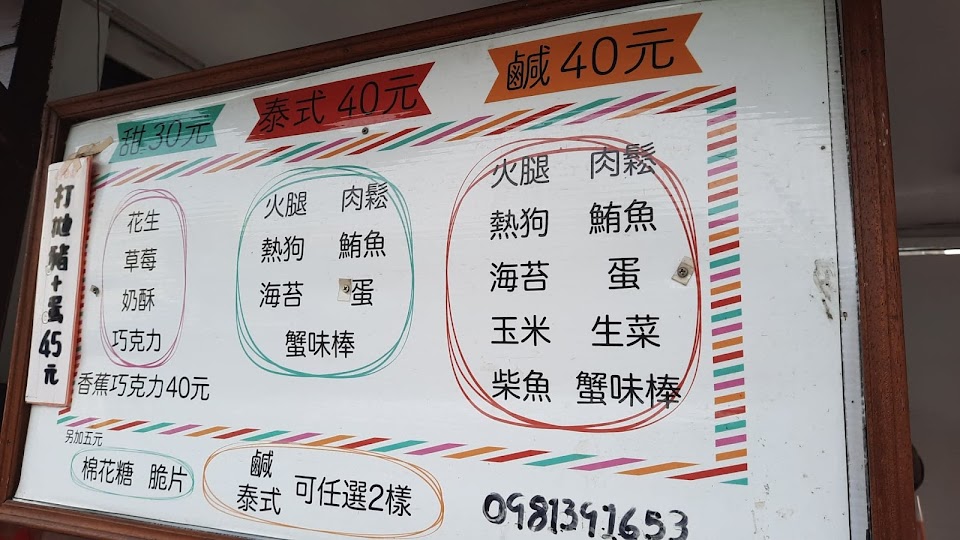 甜 30元
花生
草莓
奶酥
巧克力
香蕉巧克力 40元
泰式 40元
火腿 肉鬆
熱狗 鮪魚
海苔 蛋
蟹味棒
鹹 40元
火腿 肉鬆
熱狗 鮪魚
海苔 蛋
玉米 生菜
柴魚 蟹味棒
打拋豬+蛋45元
另加五元
棉花糖 脆片
鹹
泰式 可任選2樣
0981391653